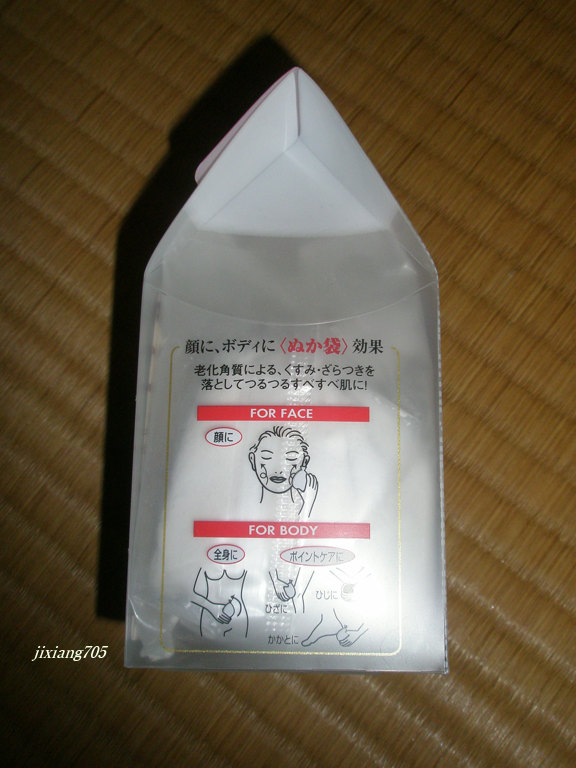 顔に、ボディに〈ぬか袋〉効果
老化角質による、くすみ・ざらつきを
落としてつるつるすべすべ肌に!
FOR FACE
顔に
FOR BODY
全身に
ポイントケアに
ひざに
ひじに
かかとに
jixiang705